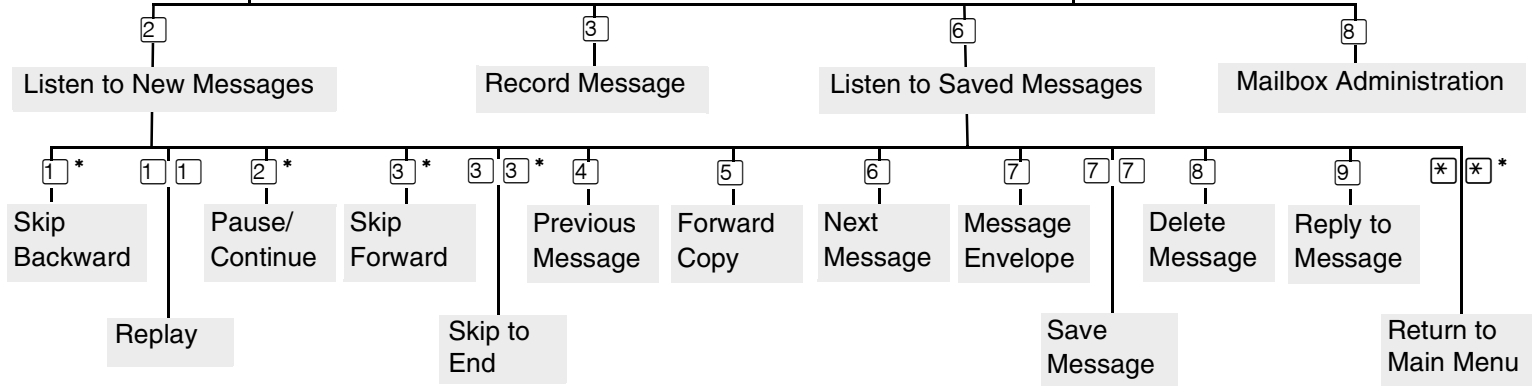 2 3 6 8
Listen to New Messages
Record Message
Listen to Saved Messages
Mailbox Administration
1 * 1 1 2 * 3 * 3 3 * 4 5 6 7 7 7 8 9 * * *
Skip
Backward
Pause/
Continue
Skip
Forward
Previous
Message
Forward
Copy
Next
Message
Message
Envelope
Delete
Message
Reply to
Message
Replay
Skip to
End
Save
Message
Return to
Main Menu